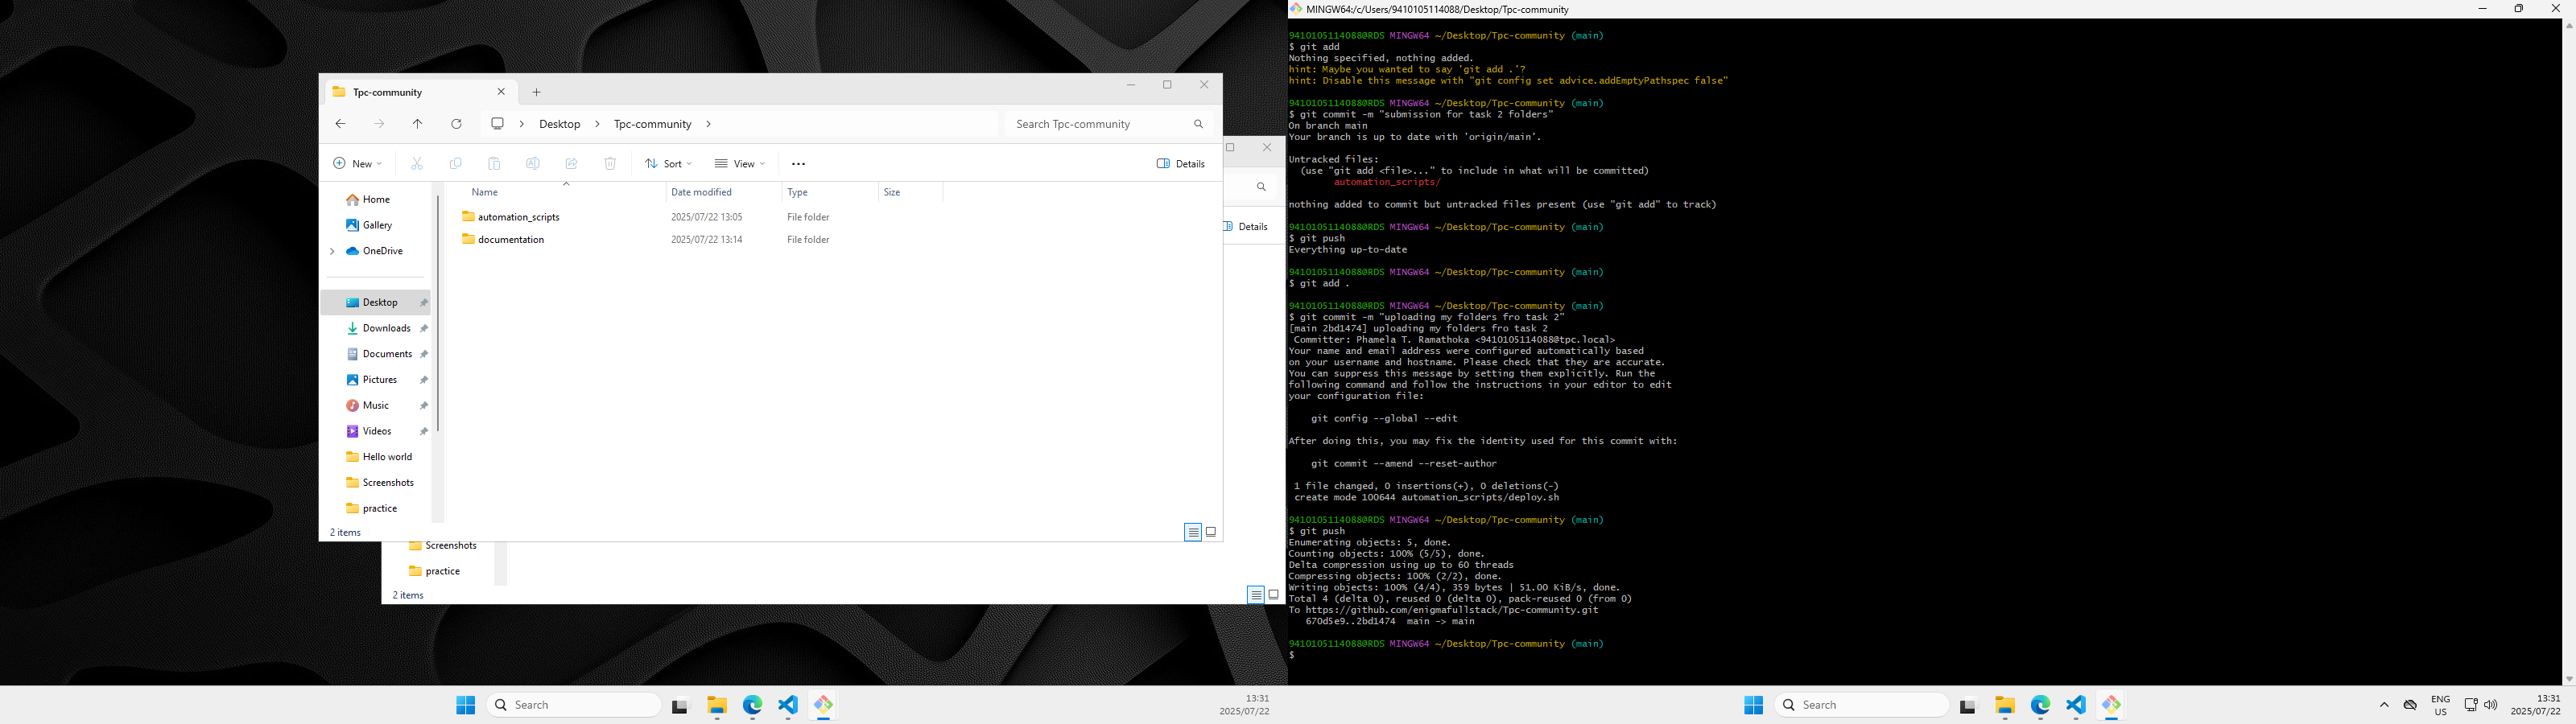 Tpc-community
Desktop
Tpc-community
Search Tpc-community
New
Sort
View
Details
Home
Gallery
OneDrive
Desktop
Downloads
Documents
Pictures
Music
Videos
Hello world
Screenshots
practice
Name
Date modified
Type
Size
automation_scripts
2025/07/22 13:05
File folder
documentation
2025/07/22 13:14
File folder
2 items
Details
Screenshots
practice
2 items
Search
13:31
2025/07/22
MINGW64:/c/Users/9410105114088/Desktop/Tpc-community
9410105114088@RDS MINGW64 ~/Desktop/Tpc-community (main)
$ git add
Nothing specified, nothing added.
hint: Maybe you wanted to say 'git add .'?
hint: Disable this message with "git config set advice.addEmptyPathspec false"
9410105114088@RDS MINGW64 ~/Desktop/Tpc-community (main)
$ git commit -m "submission for task 2 folders"
On branch main
Your branch is up to date with 'origin/main'.
Untracked files:
(use "git add <file>..." to include in what will be committed)
automation_scripts/
nothing added to commit but untracked files present (use "git add" to track)
9410105114088@RDS MINGW64 ~/Desktop/Tpc-community (main)
$ git push
Everything up-to-date
9410105114088@RDS MINGW64 ~/Desktop/Tpc-community (main)
$ git add .
9410105114088@RDS MINGW64 ~/Desktop/Tpc-community (main)
$ git commit -m "uploading my folders fro task 2"
[main 2bd1474] uploading my folders fro task 2
Committer: Phamela T. Ramathoka <9410105114088@tpc.local>
Your name and email address were configured automatically based
on your username and hostname. Please check that they are accurate.
You can suppress this message by setting them explicitly. Run the
following command and follow the instructions in your editor to edit
your configuration file:
git config --global --edit
After doing this, you may fix the identity used for this commit with:
git commit --amend --reset-author
1 file changed, 0 insertions(+), 0 deletions(-)
create mode 100644 automation_scripts/deploy.sh
9410105114088@RDS MINGW64 ~/Desktop/Tpc-community (main)
$ git push
Enumerating objects: 5, done.
Counting objects: 100% (5/5), done.
Delta compression using up to 60 threads
Compressing objects: 100% (2/2), done.
Writing objects: 100% (4/4), 359 bytes | 51.00 KiB/s, done.
Total 4 (delta 0), reused 0 (delta 0), pack-reused 0 (from 0)
To https://github.com/enigmafullstack/Tpc-community.git
670d5e9..2bd1474  main -> main
9410105114088@RDS MINGW64 ~/Desktop/Tpc-community (main)
$
Search
ENG
US
13:31
2025/07/22